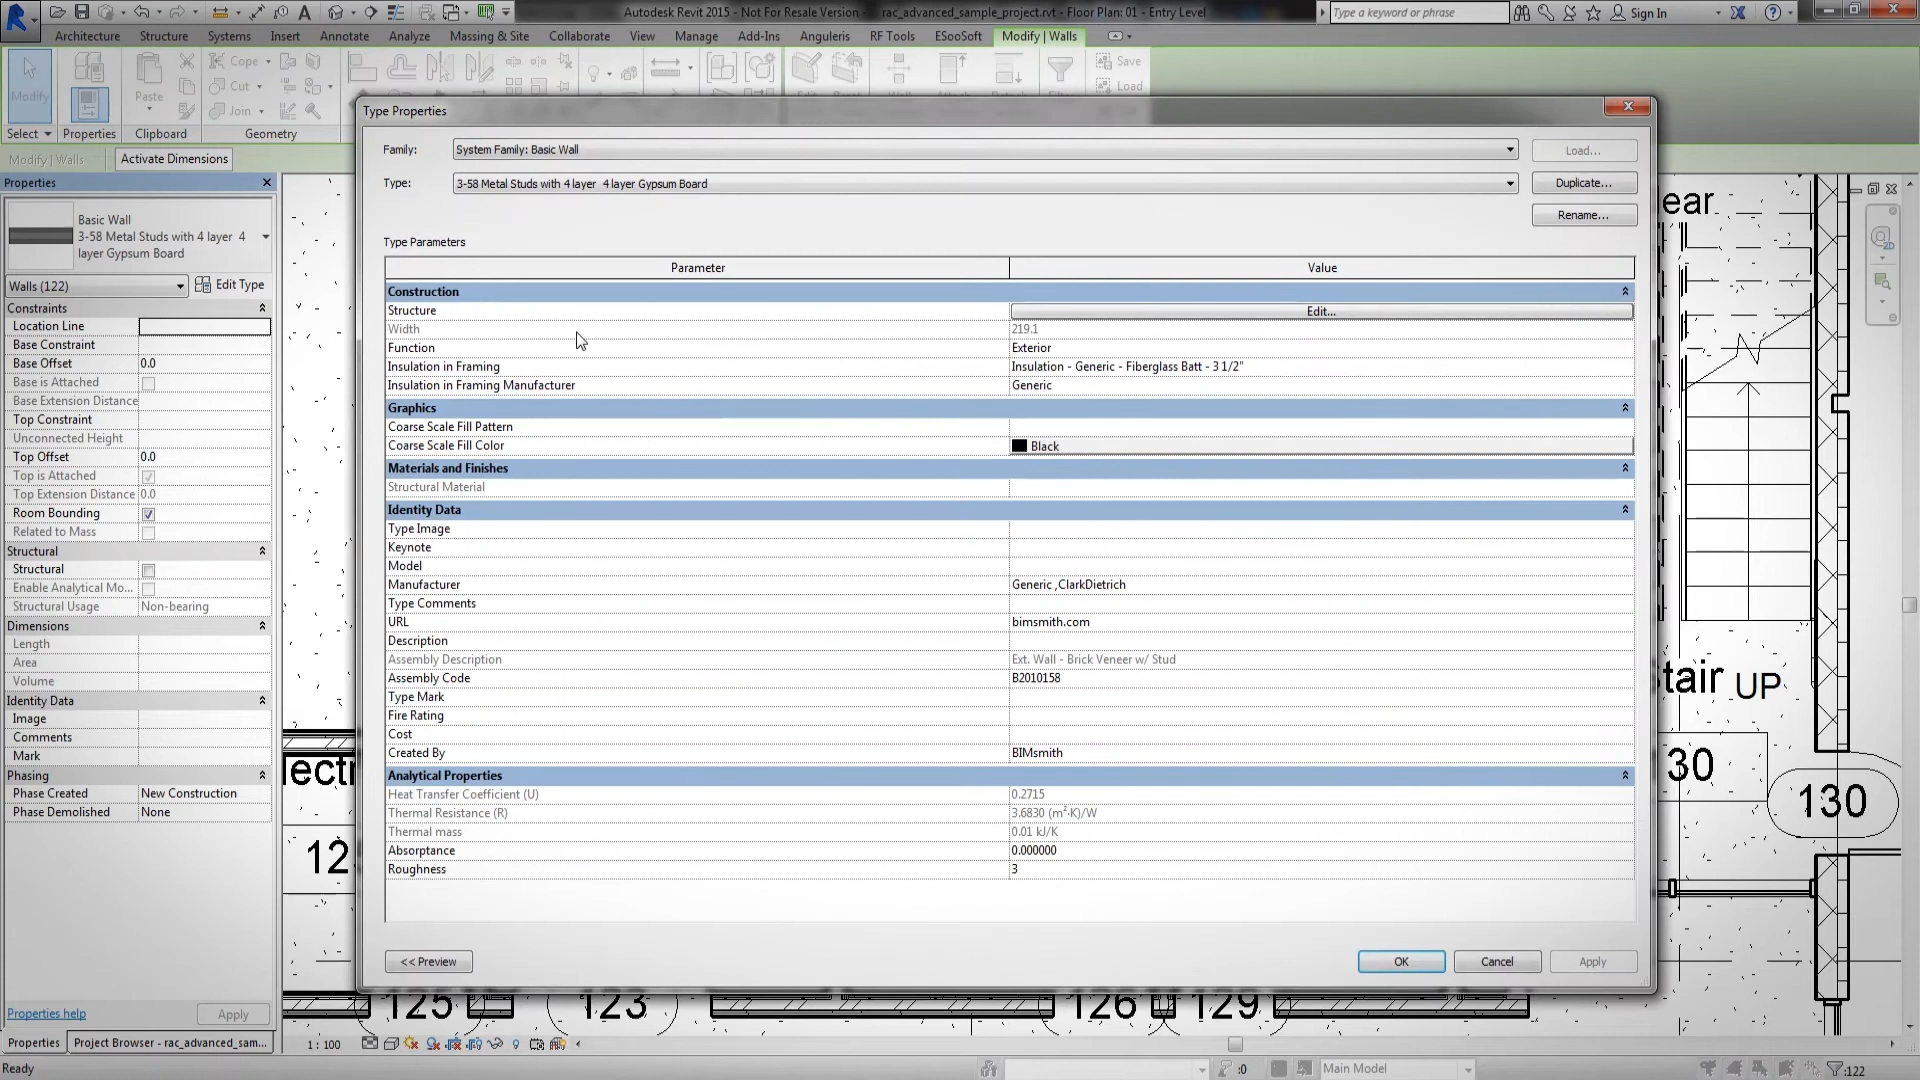 Autodesk Revit 2015 - Not For Resale Version - rac_advanced_sample_project.rvt - Floor Plan: 01 - Entry Level
Type a keyword or phrase
Sign In
Architecture Structure Systems Insert Annotate Analyze Massing & Site Collaborate View Manage Add-Ins Anguleris RF Tools ESooSoft Modify | Walls
Modify
Paste
Cope
Cut
Join
Save
Load
Select Properties Clipboard Geometry
Modify | Walls Activate Dimensions
Properties
Basic Wall
3-58 Metal Studs with 4 layer 4
layer Gypsum Board
Walls (122) Edit Type
Constraints
Location Line
Base Constraint
Base Offset 0.0
Base is Attached
Base Extension Distance
Top Constraint
Unconnected Height
Top Offset 0.0
Top is Attached
Top Extension Distance 0.0
Room Bounding
Related to Mass
Structural
Structural
Enable Analytical Mo...
Structural Usage Non-bearing
Dimensions
Length
Area
Volume
Identity Data
Image
Comments
Mark
Phasing
Phase Created New Construction
Phase Demolished None
Properties help Apply
Properties Project Browser - rac_advanced_sam...
Type Properties
Family: System Family: Basic Wall Load...
Type: 3-58 Metal Studs with 4 layer 4 layer Gypsum Board Duplicate...
Rename...
Type Parameters
Parameter Value
Construction
Structure Edit...
Width 219.1
Function Exterior
Insulation in Framing Insulation - Generic - Fiberglass Batt - 3 1/2"
Insulation in Framing Manufacturer Generic
Graphics
Coarse Scale Fill Pattern
Coarse Scale Fill Color Black
Materials and Finishes
Structural Material
Identity Data
Type Image
Keynote
Model
Manufacturer Generic ,ClarkDietrich
Type Comments
URL bimsmith.com
Description
Assembly Description Ext. Wall - Brick Veneer w/ Stud
Assembly Code B2010158
Type Mark
Fire Rating
Cost
Created By BIMsmith
Analytical Properties
Heat Transfer Coefficient (U) 0.2715
Thermal Resistance (R) 3.6830 (m²·K)/W
Thermal mass 0.01 kJ/K
Absorptance 0.000000
Roughness 3
<< Preview OK Cancel Apply
ear
2D
tair UP
30
130
lectr
12
125 123 126 129
1 : 100
Ready
:0 Main Model :122